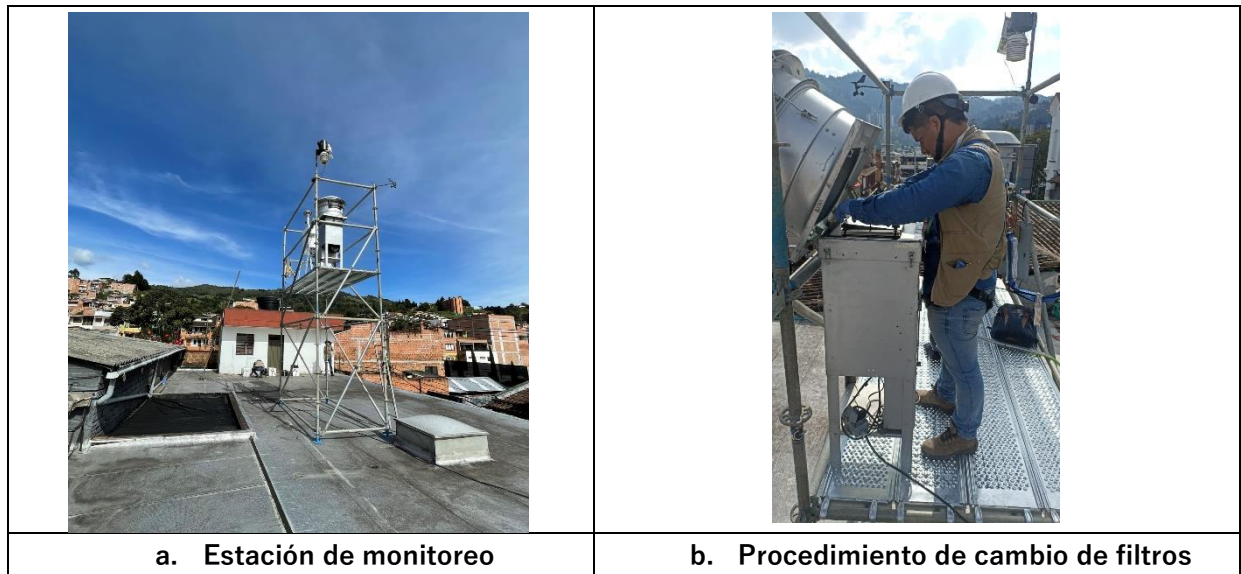 a. Estación de monitoreo
b. Procedimiento de cambio de filtros